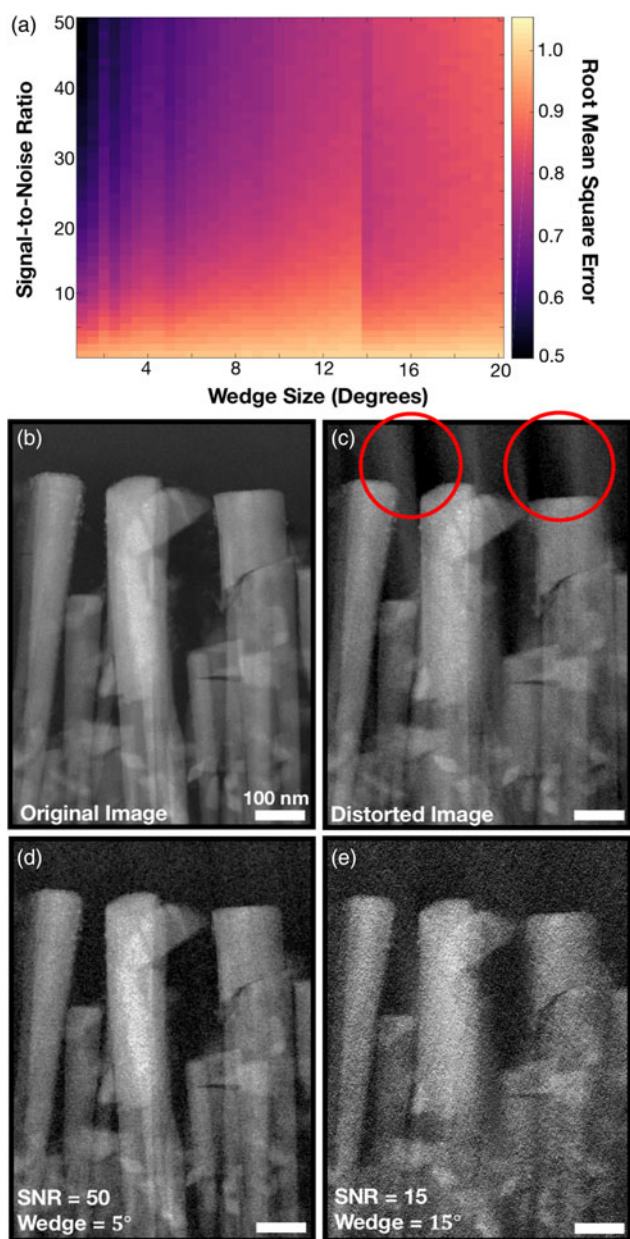 (a)
Signal-to-Noise Ratio
50
40
30
20
10
4
8
12
16
20
Wedge Size (Degrees)
1.0
0.9
0.8
0.7
0.6
0.5
Root Mean Square Error
(b)
Original Image
100 nm
(c)
Distorted Image
(d)
SNR = 50
Wedge = 5°
(e)
SNR = 15
Wedge = 15°